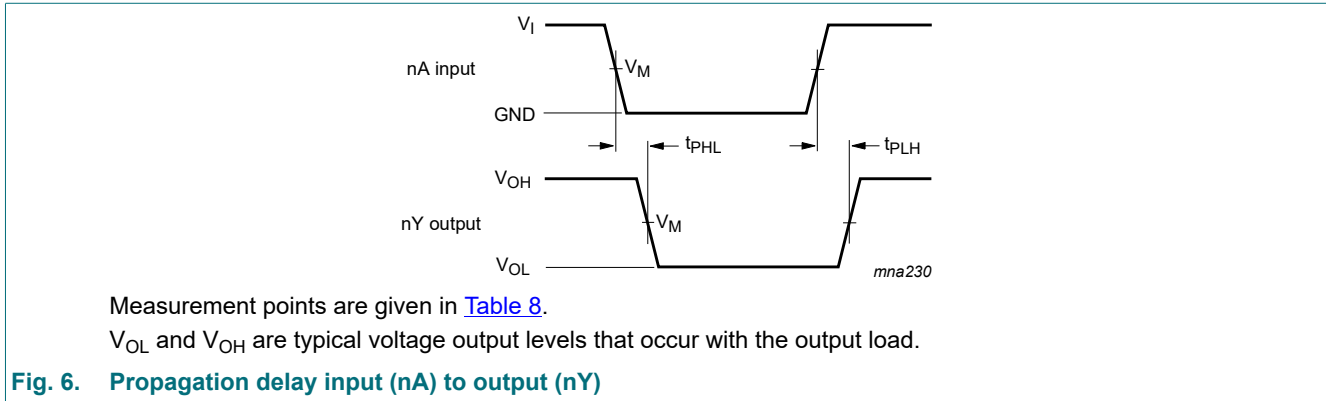 V_I
nA input
V_M
GND
t_PHL
t_PLH
V_OH
nY output
V_M
V_OL
mna230
Measurement points are given in Table 8.
V_OL and V_OH are typical voltage output levels that occur with the output load.
Fig. 6. Propagation delay input (nA) to output (nY)